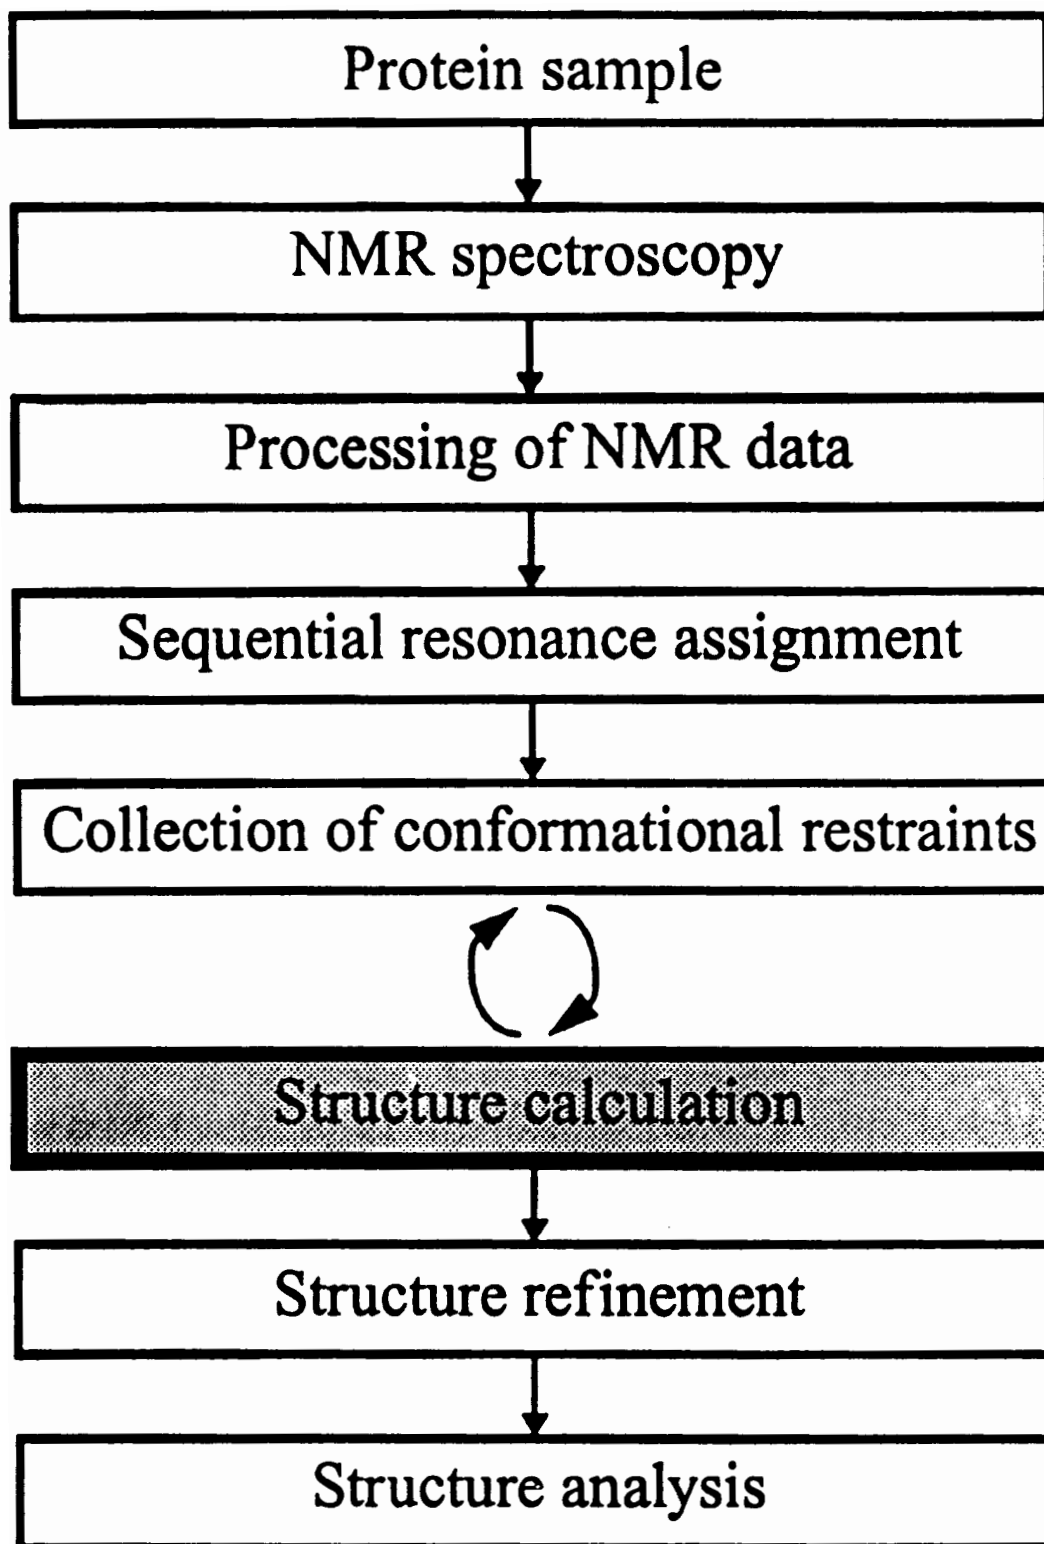 Protein sample
NMR spectroscopy
Processing of NMR data
Sequential resonance assignment
Collection of conformational restraints
Structure calculation
Structure refinement
Structure analysis